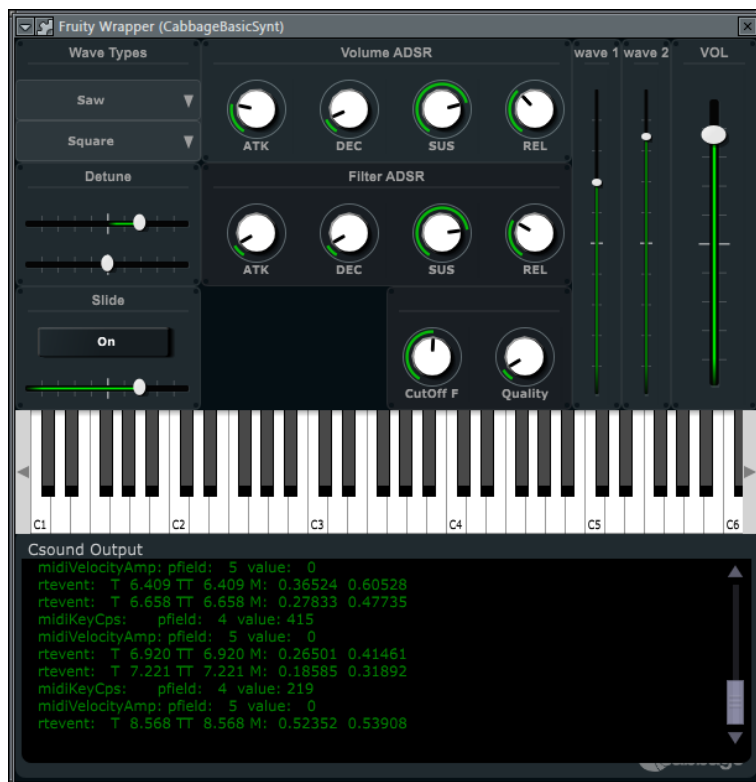 Fruity Wrapper (CabbageBasicSynt)
Wave Types
Volume ADSR
wave 1 wave 2
VOL
Saw
Square
ATK DEC SUS REL
Detune
Filter ADSR
ATK DEC SUS REL
Slide
On
CutOff F Quality
C1 C2 C3 C4 C5 C6
Csound Output
midiVelocityAmp: pfield: 5 value: 0
rtevent: T 6.409 TT 6.409 M: 0.36524 0.60528
rtevent: T 6.658 TT 6.658 M: 0.27833 0.47735
midiKeyCps: pfield: 4 value: 415
midiVelocityAmp: pfield: 5 value: 0
rtevent: T 6.920 TT 6.920 M: 0.26501 0.41461
rtevent: T 7.221 TT 7.221 M: 0.18585 0.31892
midiKeyCps: pfield: 4 value: 219
midiVelocityAmp: pfield: 5 value: 0
rtevent: T 8.568 TT 8.568 M: 0.52352 0.53908